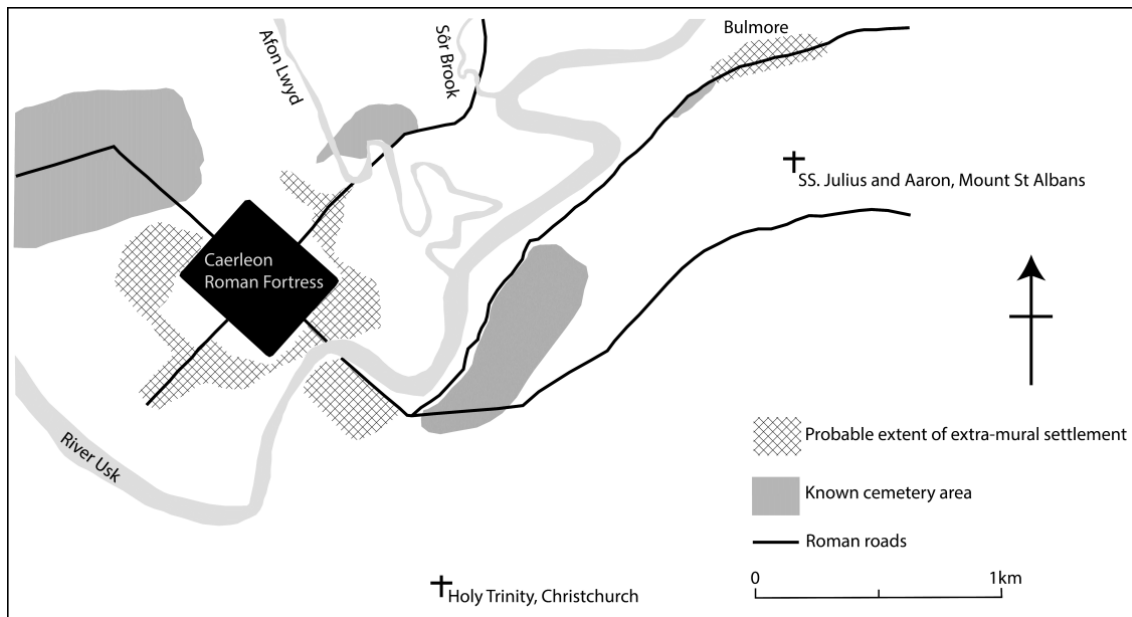 Bulmore
Afon Lwyd
Sôr Brook
SS. Julius and Aaron, Mount St Albans
Caerleon
Roman Fortress
River Usk
Probable extent of extra-mural settlement
Known cemetery area
Roman roads
0
1km
Holy Trinity, Christchurch